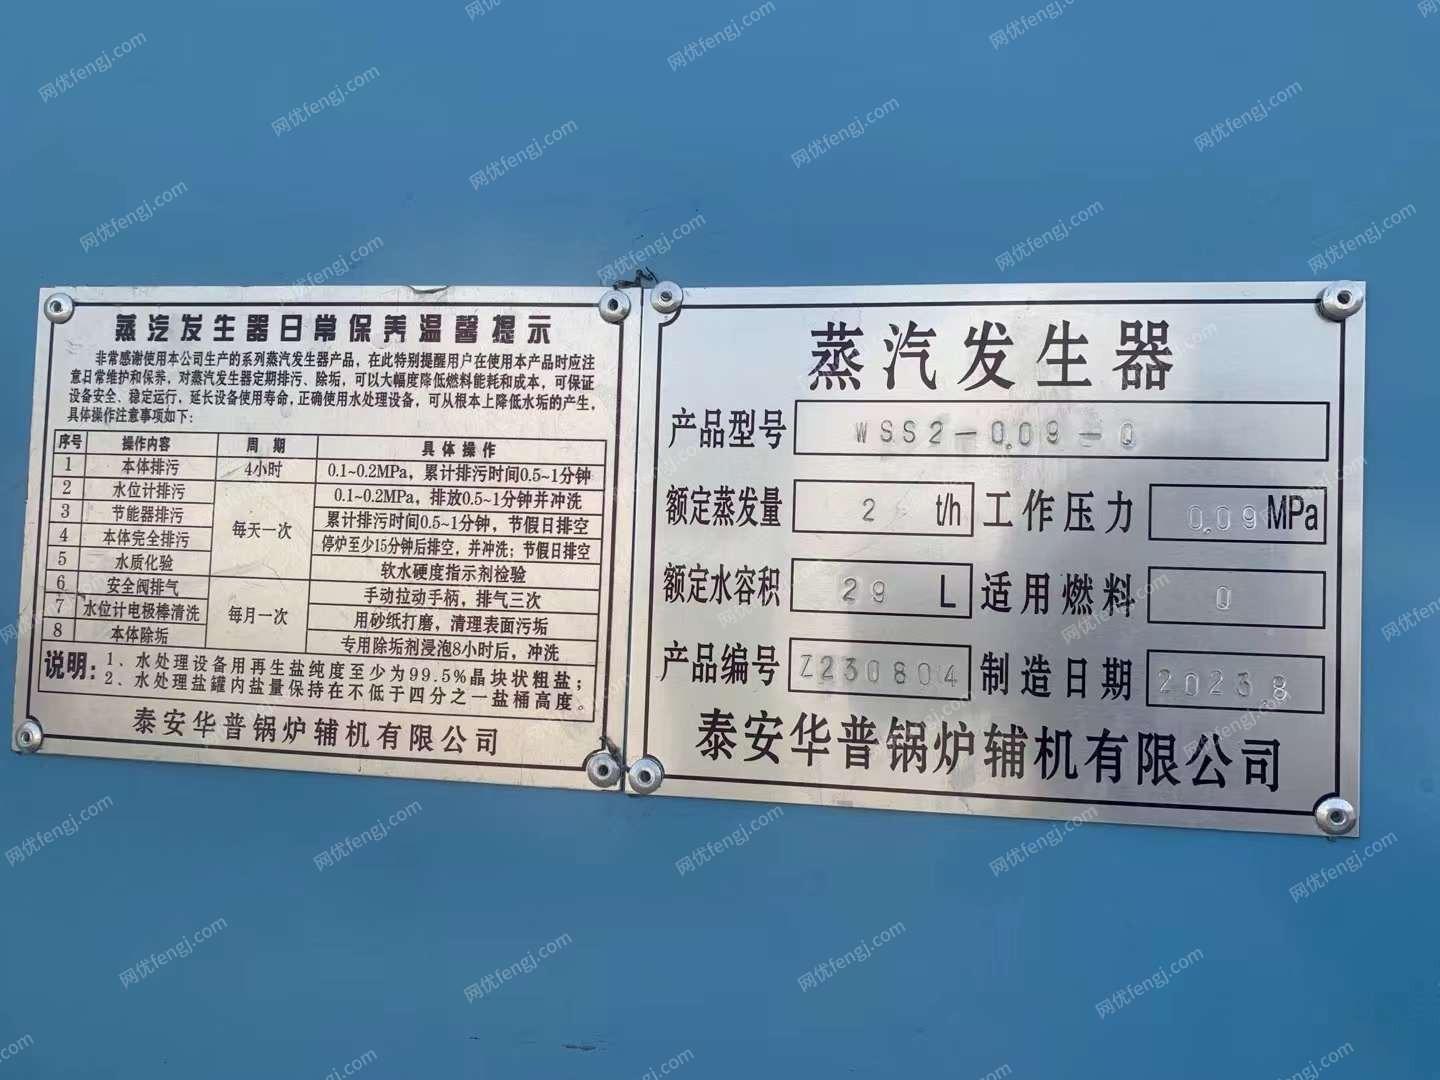 蒸汽发生器日常保养温馨提示
非常感谢使用本公司生产的系列蒸汽发生器产品，在此特别提醒用户在使用本产品时应注
意日常维护和保养，对蒸汽发生器定期排污、除垢，可以大幅度降低燃料能耗和成本，可保证
设备安全、稳定运行，延长设备使用寿命，正确使用水处理设备，可从根本上降低水垢的产生，
具体操作注意事项如下：
序号 操作内容 周期 具体操作
1 本体排污 4小时 0.1~0.2MPa，累计排污时间0.5~1分钟
2 水位计排污 每天一次 0.1~0.2MPa，排放0.5~1分钟并冲洗
3 节能器排污 累计排污时间0.5~1分钟，节假日排空
4 本体完全排污 停炉至少15分钟后排空，并冲洗；节假日排空
5 水质化验 软水硬度指示剂检验
6 安全阀排气 每月一次 手动拉动手柄，排气三次
7 水位计电极棒清洗 用砂纸打磨，清理表面污垢
8 本体除垢 专用除垢剂浸泡8小时后，冲洗
说明：1、水处理设备用再生盐纯度至少为99.5%晶块状粗盐；
2、水处理盐罐内盐量保持在不低于四分之一盐桶高度。
泰安华普锅炉辅机有限公司
蒸汽发生器
产品型号 WSS2-0.09-Q
额定蒸发量 2 t/h 工作压力 0.09 MPa
额定水容积 29 L 适用燃料 Q
产品编号 Z230804 制造日期 20238
泰安华普锅炉辅机有限公司
网优fengj.com